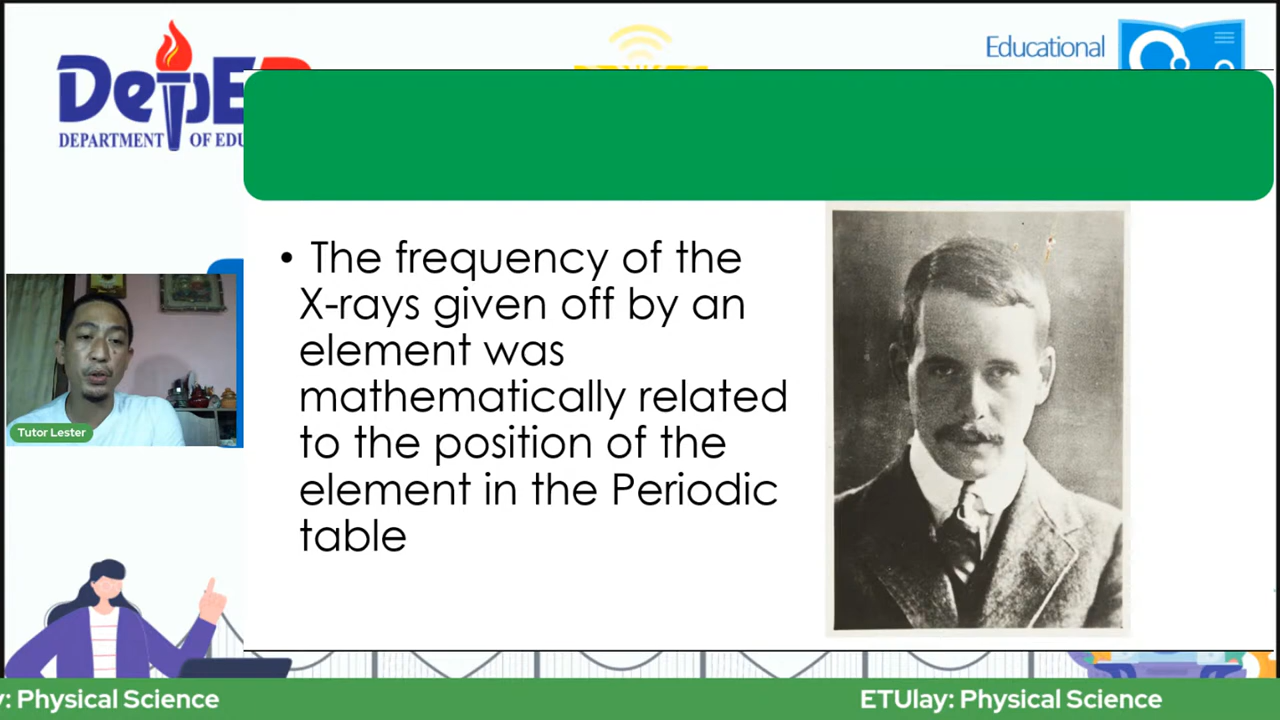 DepED
DEPARTMENT OF EDU
Educational
• The frequency of the
X-rays given off by an
element was
mathematically related
to the position of the
element in the Periodic
table
Tutor Lester
y: Physical Science
ETUlay: Physical Science